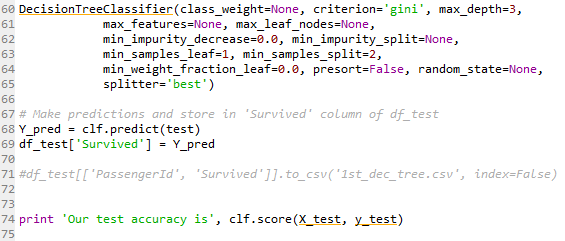 60 DecisionTreeClassifier(class_weight=None, criterion='gini', max_depth=3,
61 max_features=None, max_leaf_nodes=None,
62 min_impurity_decrease=0.0, min_impurity_split=None,
63 min_samples_leaf=1, min_samples_split=2,
64 min_weight_fraction_leaf=0.0, presort=False, random_state=None,
65 splitter='best')
66
67 # Make predictions and store in 'Survived' column of df_test
68 Y_pred = clf.predict(test)
69 df_test['Survived'] = Y_pred
70
71 #df_test[['PassengerId', 'Survived']].to_csv('1st_dec_tree.csv', index=False)
72
73
74 print 'Our test accuracy is', clf.score(X_test, y_test)
75